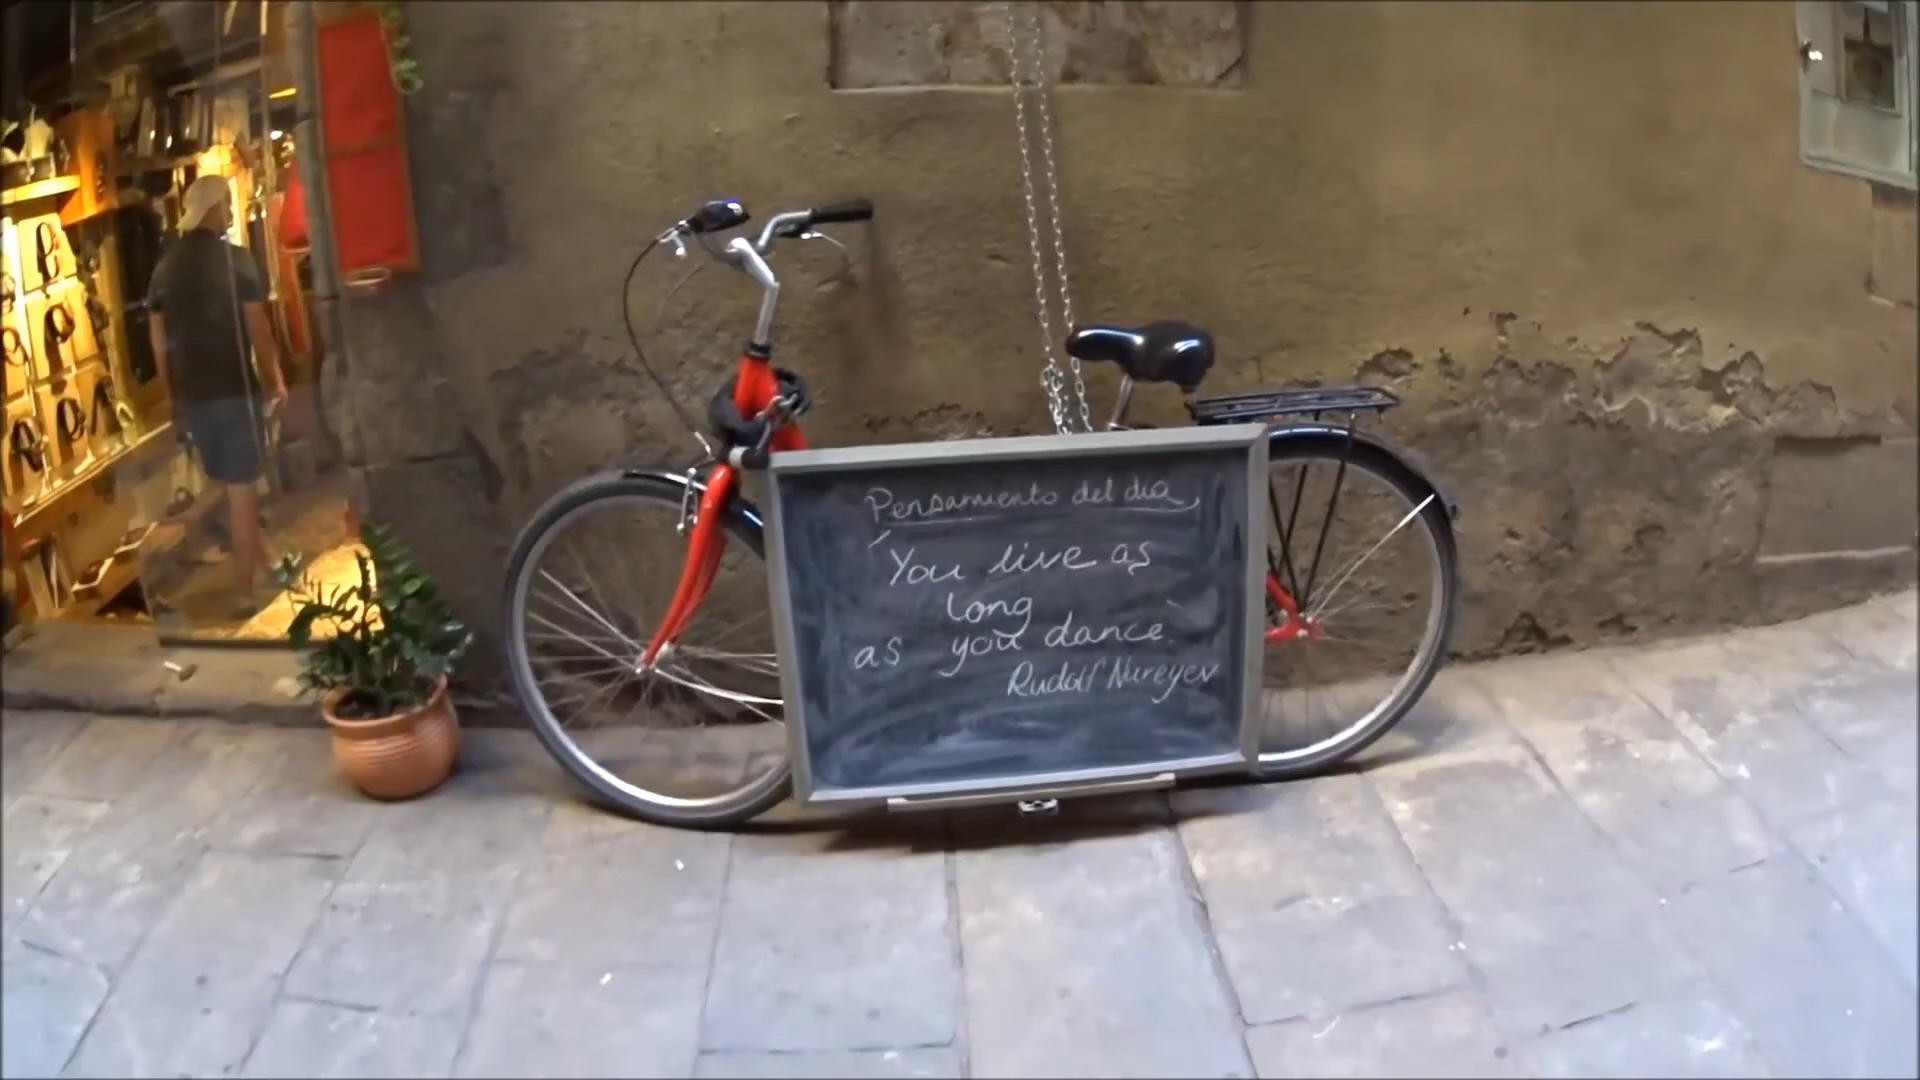 Pensamiento del dia
"You live as
long
as you dance"
Rudolf Nureyev